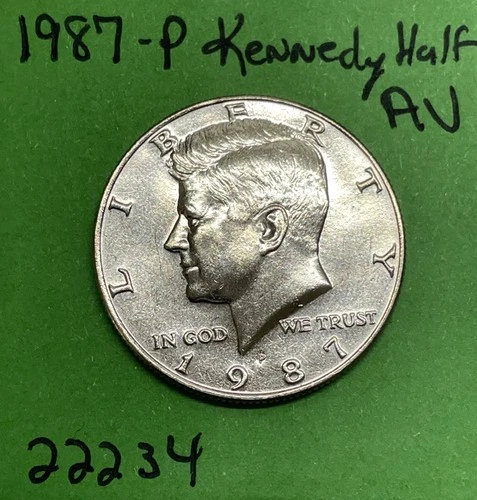 1987-P Kennedy Half
AU
LIBERTY
IN GOD WE TRUST
P
1987
22234